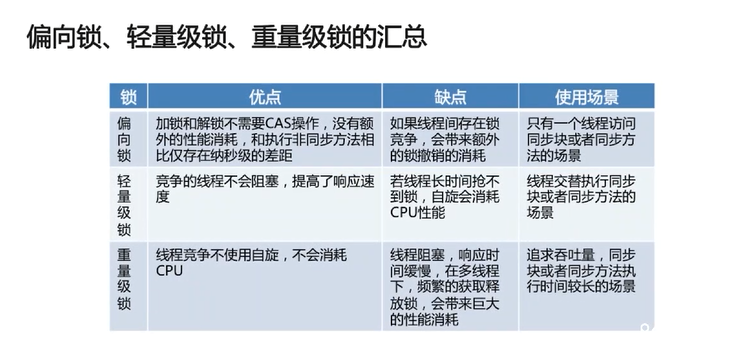 偏向锁、轻量级锁、重量级锁的汇总
锁 优点 缺点 使用场景
偏向锁
加锁和解锁不需要CAS操作，没有额
外的性能消耗，和执行非同步方法相
比仅存在纳秒级的差距
如果线程间存在锁
竞争，会带来额外
的锁撤销的消耗
只有一个线程访问
同步块或者同步方
法的场景
轻量级锁
竞争的线程不会阻塞，提高了响应速
度
若线程长时间抢不
到锁，自旋会消耗
CPU性能
线程交替执行同步
块或者同步方法的
场景
重量级锁
线程竞争不使用自旋，不会消耗
CPU
线程阻塞，响应时
间缓慢，在多线程
下，频繁的获取释
放锁，会带来巨大
的性能消耗
追求吞吐量，同步
块或者同步方法执
行时间较长的场景